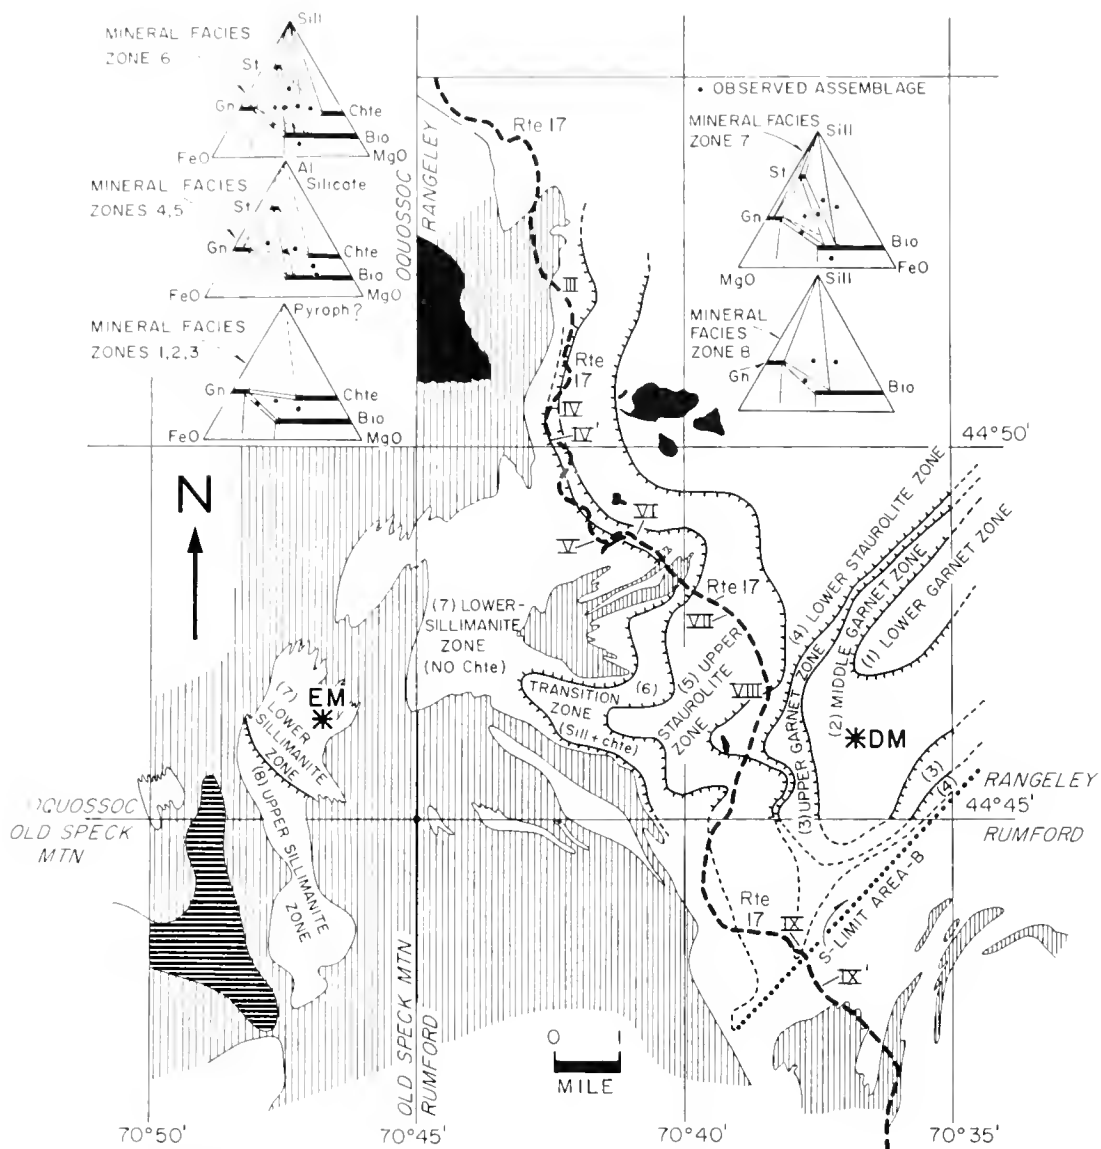 Sill
MINERAL FACIES
ZONE 6
St
Gn
Chte
Bio
FeO
MgO
Al
Silicate
MINERAL FACIES
ZONES 4,5
St
Gn
Chte
Bio
FeO
MgO
Pyroph?
MINERAL FACIES
ZONES 1,2,3
Gn
Chte
Bio
FeO
MgO
OQUOSSOC
RANGELEY
Rte 17
• OBSERVED ASSEMBLAGE
MINERAL FACIES
ZONE 7
Sill
St
Gn
Bio
MgO
FeO
Sill
MINERAL
FACIES
ZONE 8
Gn
Bio
III
Rte
17
IV
IV'
44°50'
N
VI
V
Rte 17
VII
VIII
(7) LOWER-
SILLIMANITE
ZONE
(NO Chte)
(6)
TRANSITION
ZONE
(Sill + chte)
(5) UPPER
STAUROLITE
ZONE
(4) LOWER STAUROLITE ZONE
(3) UPPER GARNET ZONE
(2) MIDDLE GARNET ZONE
(1) LOWER GARNET ZONE
EM
(7)
LOWER
SILLIMANITE
ZONE
(8) UPPER SILLIMANITE
ZONE
DM
(3)
(4)
RANGELEY
44°45'
RUMFORD
QUOSSOC
OLD SPECK
MTN
S-LIMIT AREA-B
Rte
17
IX
IX'
OLD SPECK MTN
RUMFORD
0 1
MILE
70°50'
70°45'
70°40'
70°35'